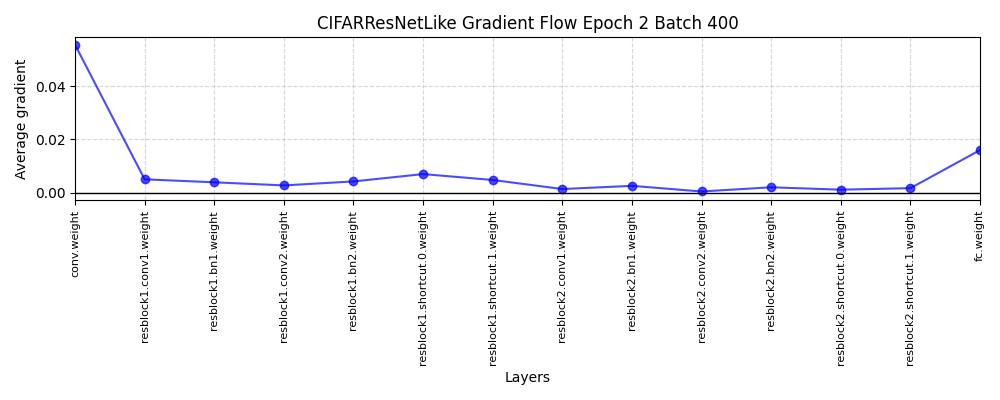 CIFARResNetLike Gradient Flow Epoch 2 Batch 400
Average gradient
0.04
0.02
0.00
conv.weight
resblock1.conv1.weight
resblock1.bn1.weight
resblock1.conv2.weight
resblock1.bn2.weight
resblock1.shortcut.0.weight
resblock1.shortcut.1.weight
resblock2.conv1.weight
resblock2.bn1.weight
resblock2.conv2.weight
resblock2.bn2.weight
resblock2.shortcut.0.weight
resblock2.shortcut.1.weight
fc.weight
Layers